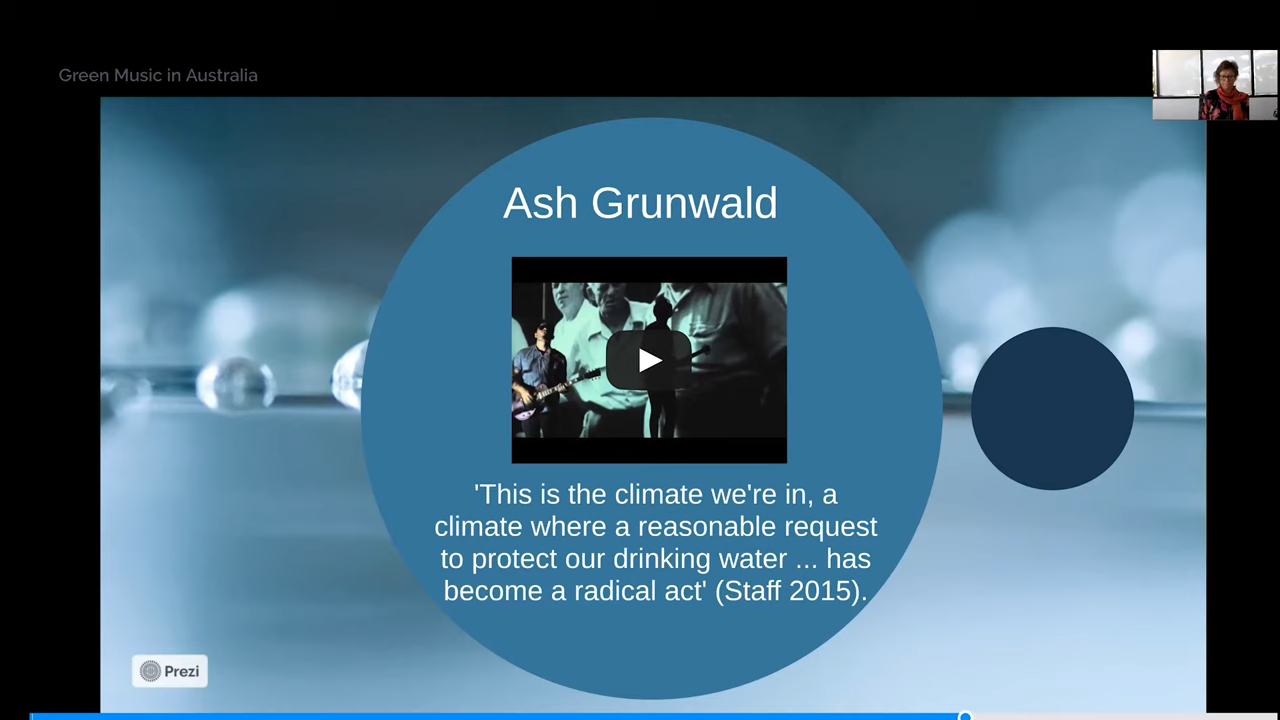 Green Music in Australia
Ash Grunwald
'This is the climate we're in, a
climate where a reasonable request
to protect our drinking water ... has
become a radical act' (Staff 2015).
Prezi